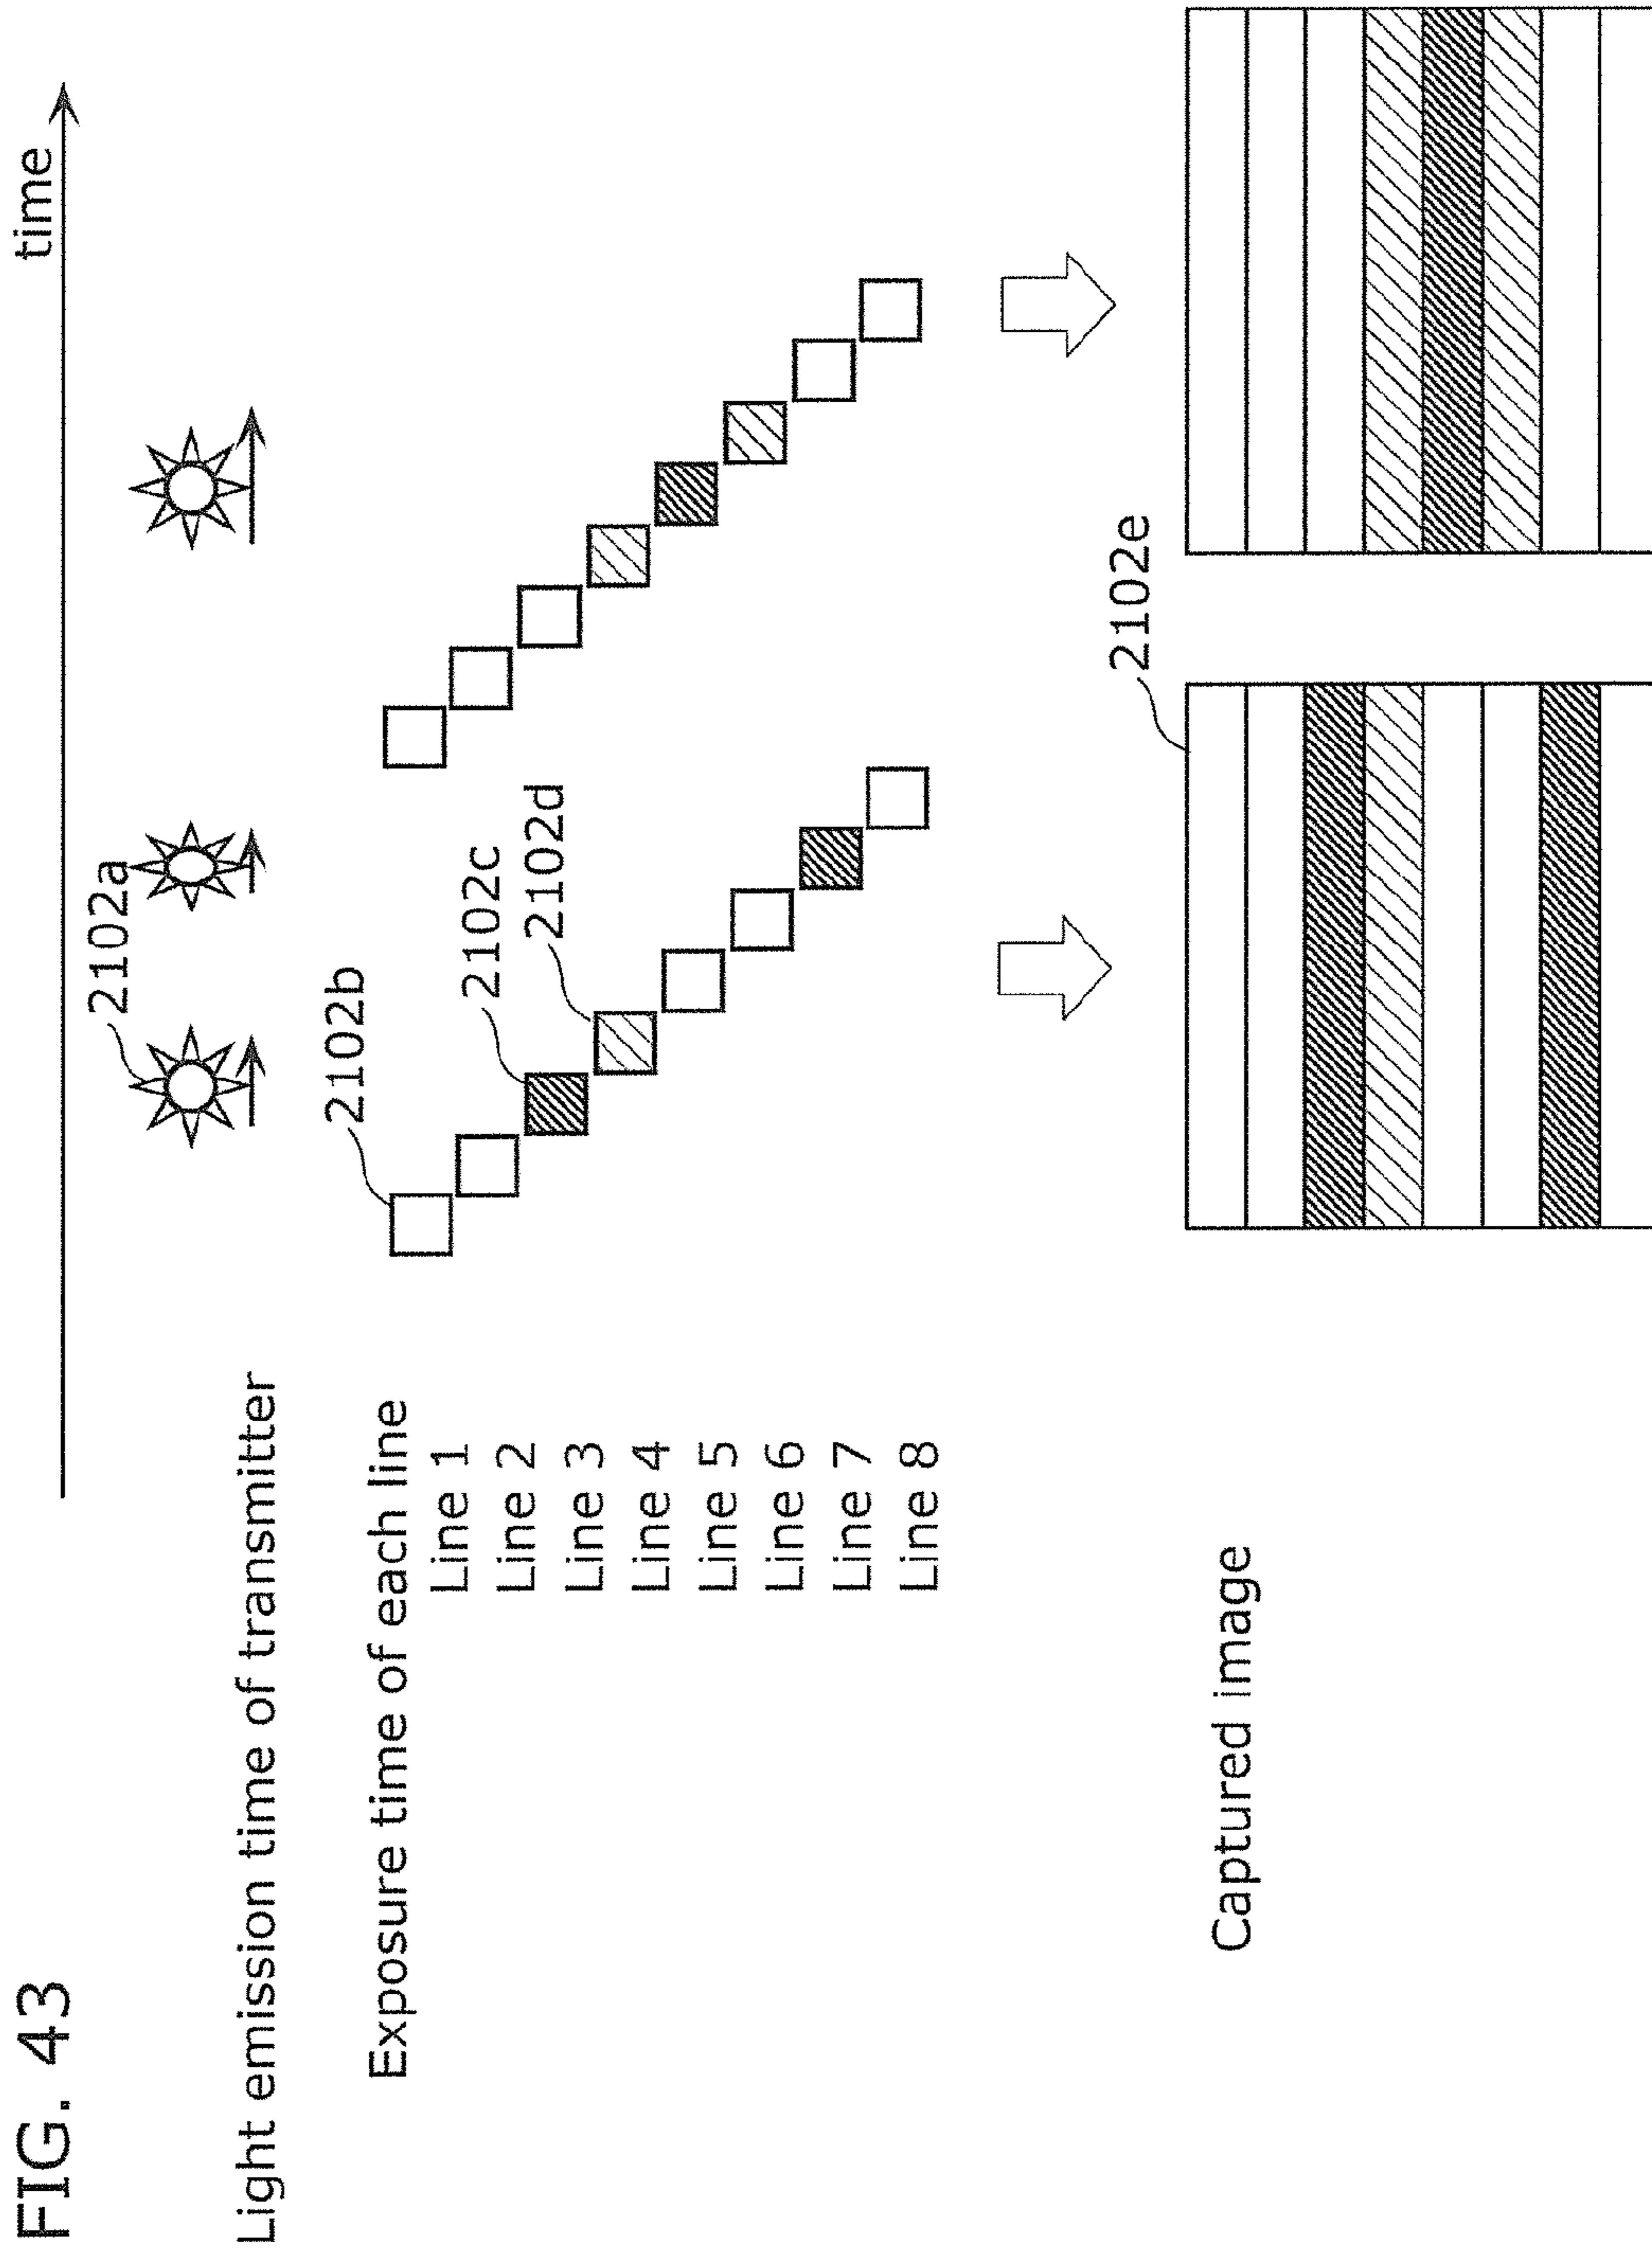 FIG. 43
time
2102a
Light emission time of transmitter
2102b
Exposure time of each line
Line 1
2102c
Line 2
2102d
Line 3
Line 4
Line 5
Line 6
Line 7
Line 8
2102e
Captured image